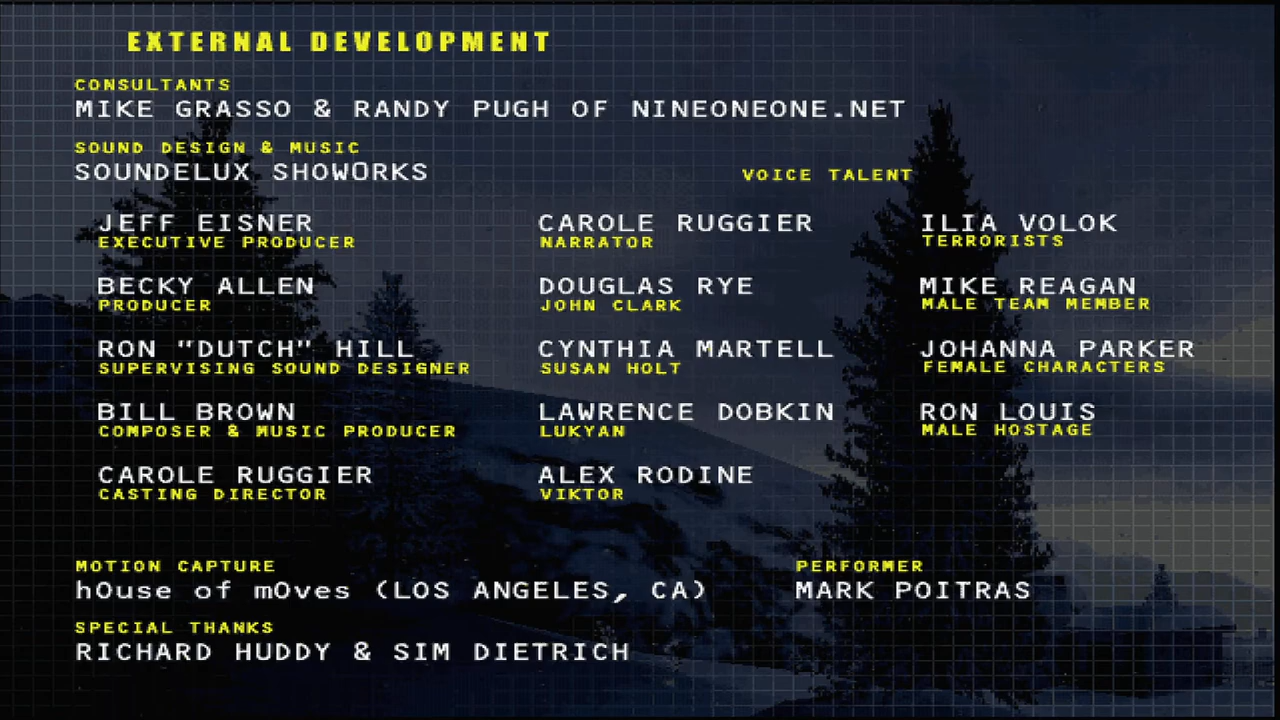 EXTERNAL DEVELOPMENT
CONSULTANTS
MIKE GRASSO & RANDY PUGH OF NINEONEONE.NET
SOUND DESIGN & MUSIC
SOUNDELUX SHOWORKS
JEFF EISNER
EXECUTIVE PRODUCER
BECKY ALLEN
PRODUCER
RON "DUTCH" HILL
SUPERVISING SOUND DESIGNER
BILL BROWN
COMPOSER & MUSIC PRODUCER
CAROLE RUGGIER
CASTING DIRECTOR
VOICE TALENT
CAROLE RUGGIER
NARRATOR
DOUGLAS RYE
JOHN CLARK
CYNTHIA MARTELL
SUSAN HOLT
LAWRENCE DOBKIN
LUKYAN
ALEX RODINE
VIKTOR
ILIA VOLOK
TERRORISTS
MIKE REAGAN
MALE TEAM MEMBER
JOHANNA PARKER
FEMALE CHARACTERS
RON LOUIS
MALE HOSTAGE
MOTION CAPTURE
hOuse of mOves (LOS ANGELES, CA)
PERFORMER
MARK POITRAS
SPECIAL THANKS
RICHARD HUDDY & SIM DIETRICH